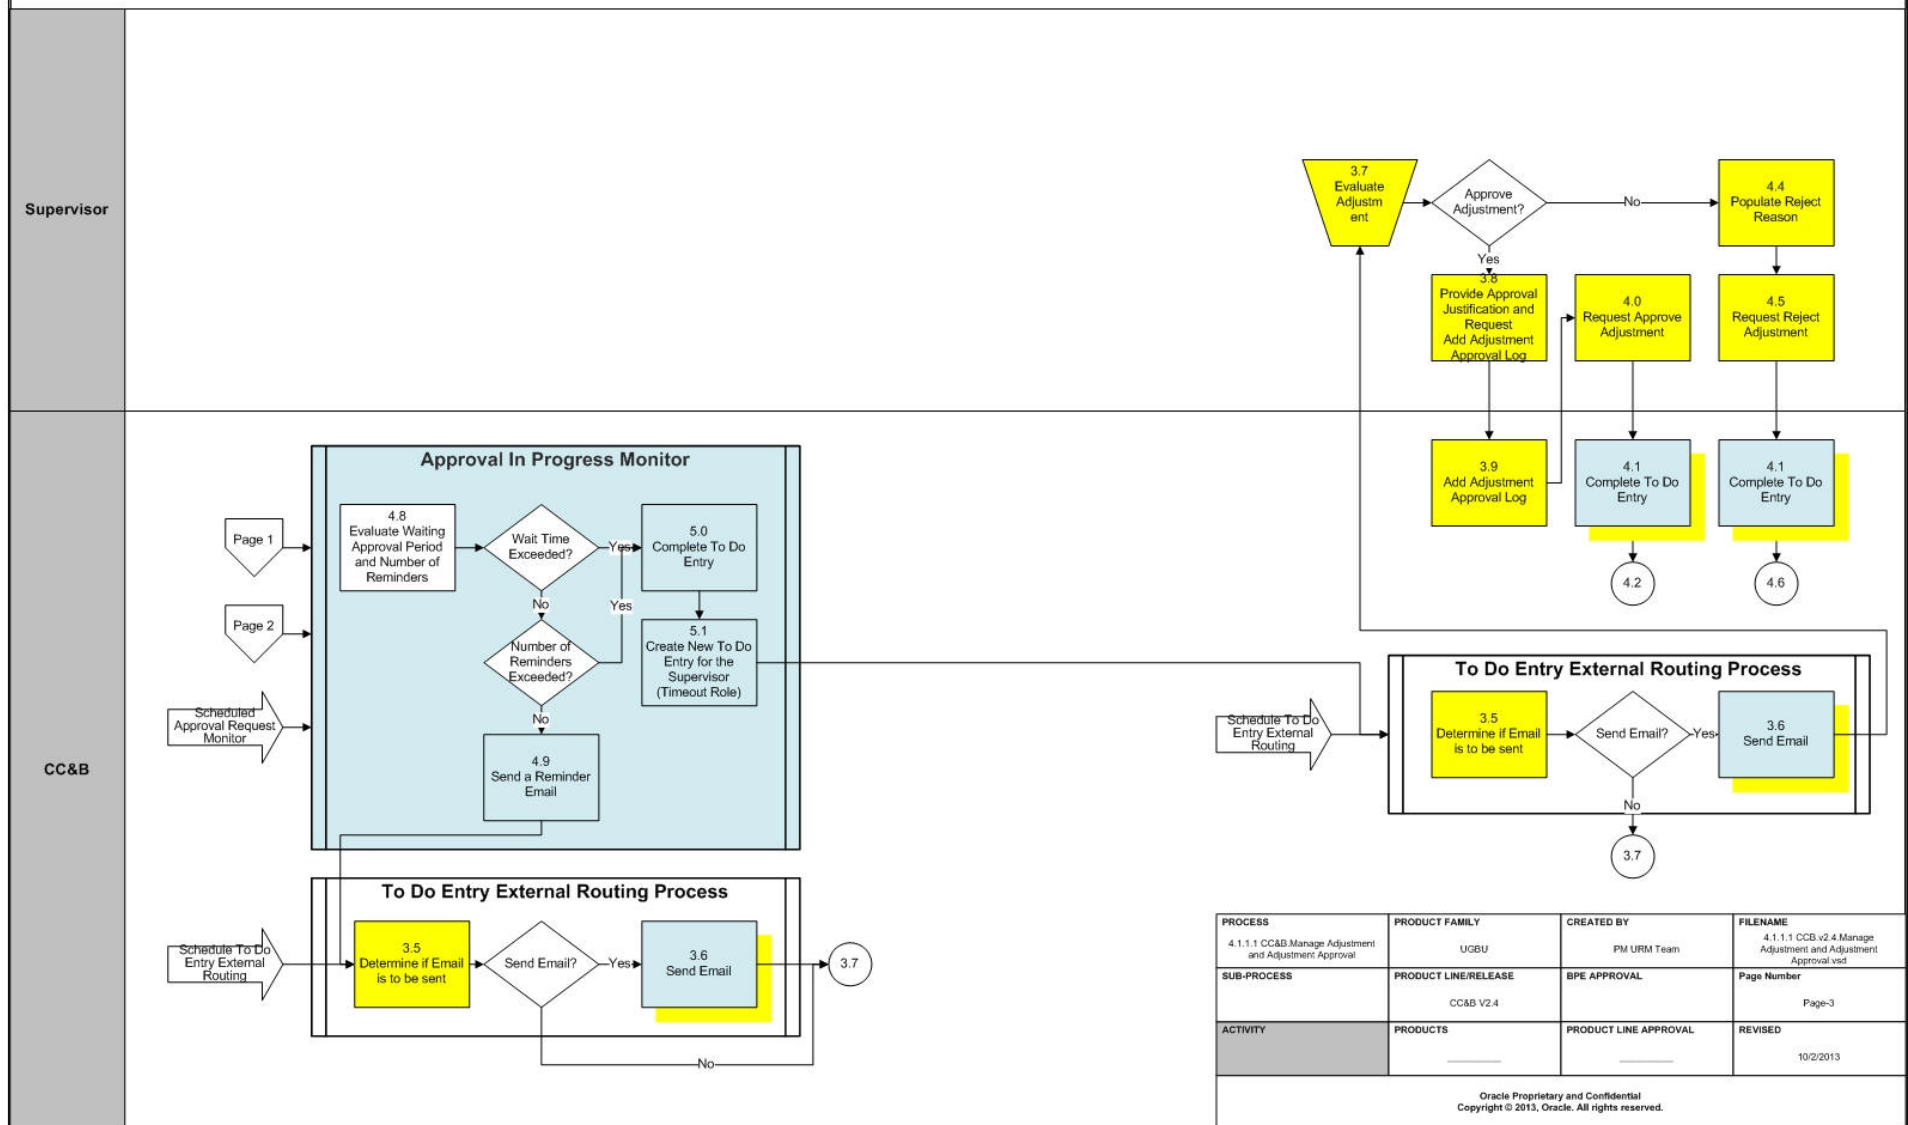 Supervisor
3.7
Evaluate
Adjustm
ent
Approve
Adjustment?
No
4.4
Populate Reject
Reason
Yes
3.8
Provide Approval
Justification and
Request
Add Adjustment
Approval Log
4.0
Request Approve
Adjustment
4.5
Request Reject
Adjustment
CC&B
Approval In Progress Monitor
Page 1
4.8
Evaluate Waiting
Approval Period
and Number of
Reminders
Wait Time
Exceeded?
Yes
5.0
Complete To Do
Entry
No
Yes
Page 2
Number of
Reminders
Exceeded?
5.1
Create New To Do
Entry for the
Supervisor
(Timeout Role)
Scheduled
Approval Request
Monitor
No
4.9
Send a Reminder
Email
3.9
Add Adjustment
Approval Log
4.1
Complete To Do
Entry
4.1
Complete To Do
Entry
4.2
4.6
To Do Entry External Routing Process
Schedule To Do
Entry External
Routing
3.5
Determine if Email
is to be sent
Send Email?
Yes
3.6
Send Email
No
3.7
To Do Entry External Routing Process
Schedule To Do
Entry External
Routing
3.5
Determine if Email
is to be sent
Send Email?
Yes
3.6
Send Email
3.7
No
PROCESS
4.1.1.1 CC&B.Manage Adjustment
and Adjustment Approval
PRODUCT FAMILY
UGBU
CREATED BY
PM URM Team
FILENAME
4.1.1.1 CCB.v2.4.Manage
Adjustment and Adjustment
Approval.vsd
SUB-PROCESS
PRODUCT LINE/RELEASE
CC&B V2.4
BPE APPROVAL
Page Number
Page-3
ACTIVITY
PRODUCTS
PRODUCT LINE APPROVAL
REVISED
10/2/2013
Oracle Proprietary and Confidential
Copyright © 2013, Oracle. All rights reserved.